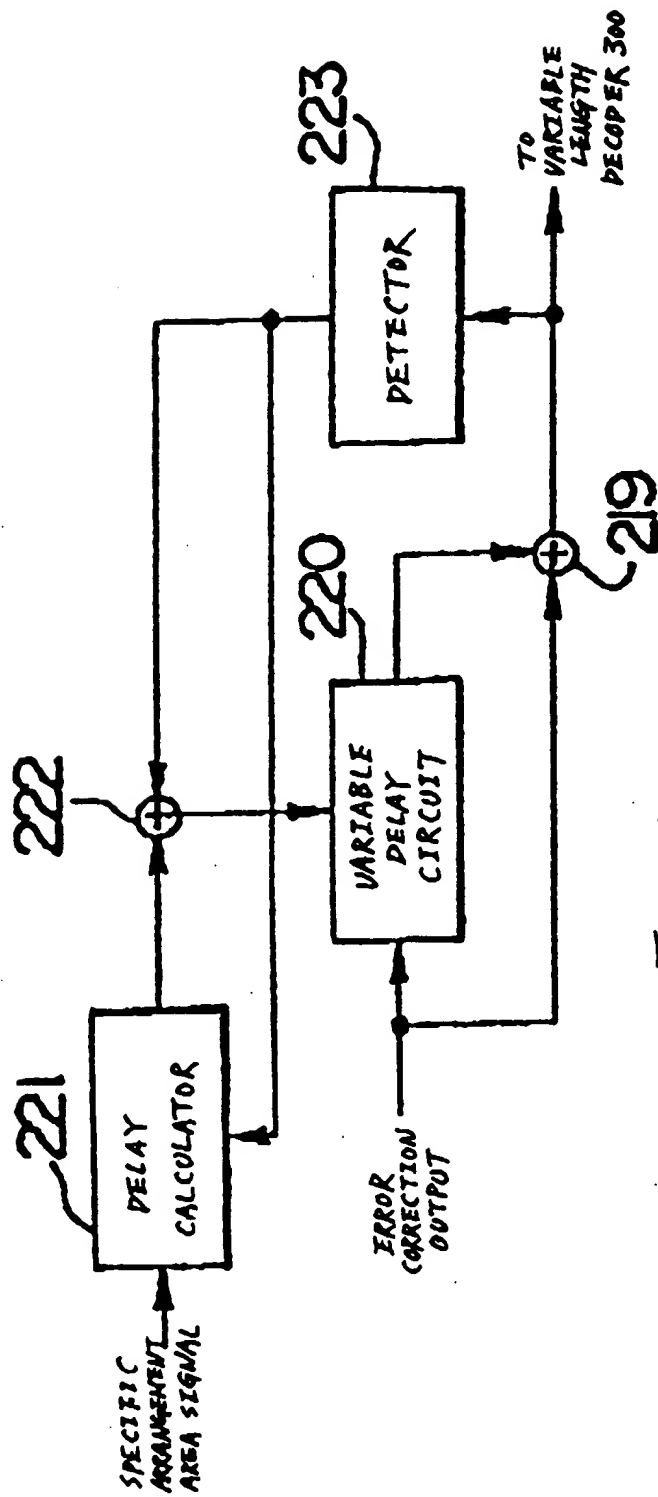 SPECIFIC
ARRANGEMENT
AREA SIGNAL
221
DELAY
CALCULATOR
222
ERROR
CORRECTION
OUTPUT
220
VARIABLE
DELAY
CIRCUIT
223
DETECTOR
219
TO
VARIABLE
LENGTH
DECODER 300